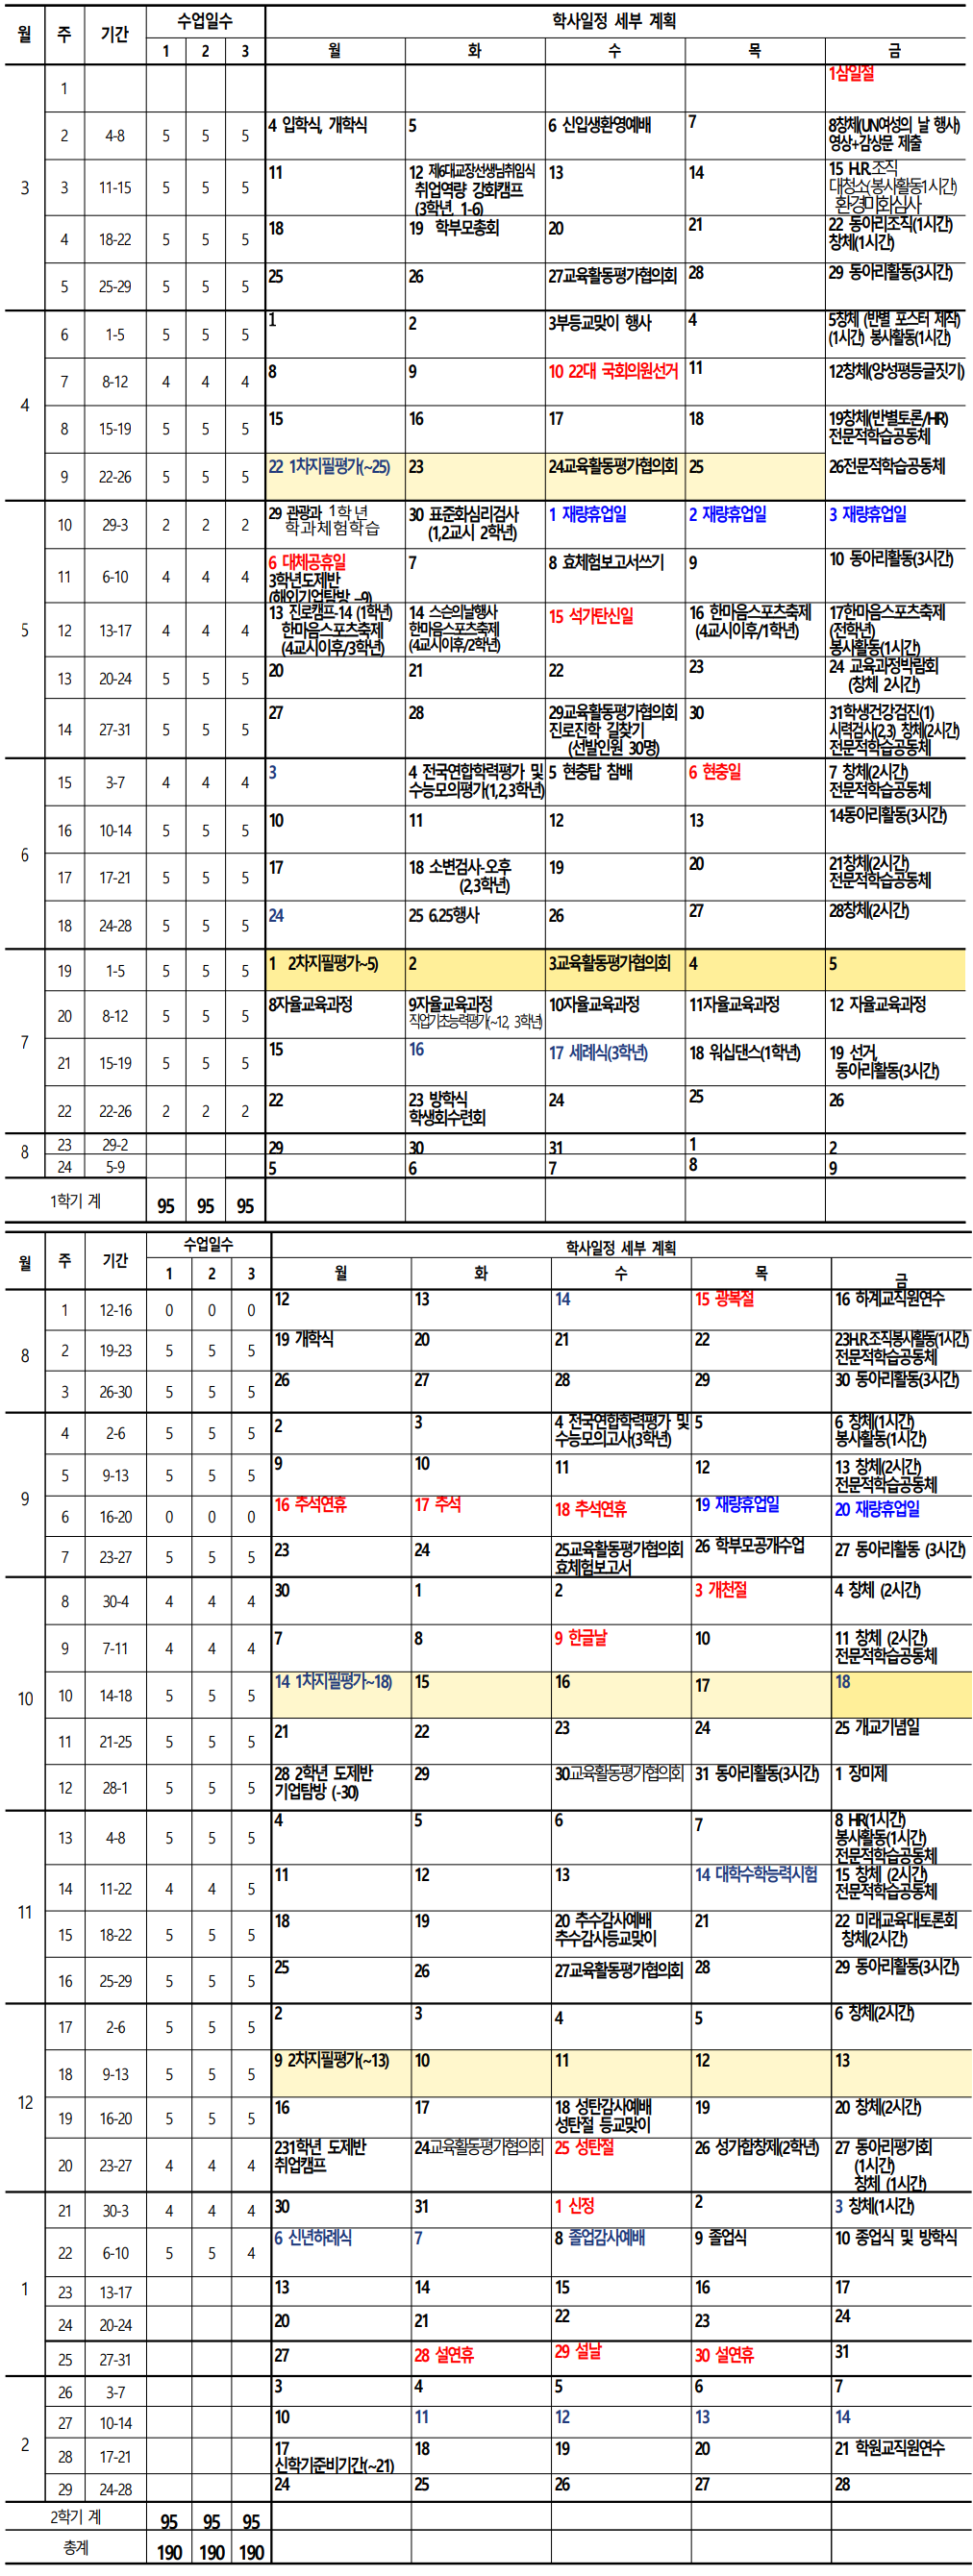 월 주 기간 수업일수 학사일정 세부 계획
1 2 3 월 화 수 목 금
3
1 1삼일절
2 4-8 5 5 5 4 입학식, 개학식 5 6 신입생환영예배 7 8창체(UN여성의 날 행사)
영상+감상문 제출
3 11-15 5 5 5 11 12 제6대교장선생님취임식 13 14 15 H.R.조직
취업역량 강화캠프 대청소(봉사활동1시간)
(3학년, 1-6) 환경미화심사
4 18-22 5 5 5 18 19 학부모총회 20 21 22 동아리조직(1시간)
창체(1시간)
5 25-29 5 5 5 25 26 27교육활동평가협의회 28 29 동아리활동(3시간)
4
6 1-5 5 5 5 1 2 3부등교맞이 행사 4 5창체 (반별 포스터 제작)
(1시간) 봉사활동(1시간)
7 8-12 4 4 4 8 9 10 22대 국회의원선거 11 12창체(양성평등글짓기)
8 15-19 5 5 5 15 16 17 18 19창체(반별토론/HR)
전문적학습공동체
9 22-26 5 5 5 22 1차지필평가(~25) 23 24교육활동평가협의회 25 26전문적학습공동체
5
10 29-3 2 2 2 29 관광과 1학년 30 표준화심리검사 1 재량휴업일 2 재량휴업일 3 재량휴업일
학과체험학습 (1,2교시 2학년)
11 6-10 4 4 4 6 대체공휴일 7 8 효체험보고서쓰기 9 10 동아리활동(3시간)
3학년도제반
(해외기업탐방 ~9)
12 13-17 4 4 4 13 진로캠프-14 (1학년) 14 스승의날행사 15 석가탄신일 16 한마음스포츠축제 17한마음스포츠축제
한마음스포츠축제 한마음스포츠축제 (4교시이후/1학년) (전학년)
(4교시이후/3학년) (4교시이후/2학년) 봉사활동(1시간)
13 20-24 5 5 5 20 21 22 23 24 교육과정박람회
(창체 2시간)
14 27-31 5 5 5 27 28 29교육활동평가협의회 30 31학생건강검진(1)
진로진학 길찾기 시력검사(2,3) 창체(2시간)
(선발인원 30명) 전문적학습공동체
6
15 3-7 4 4 4 3 4 전국연합학력평가 및 5 현충탑 참배 6 현충일 7 창체(2시간)
수능모의평가(1,2,3학년) 전문적학습공동체
16 10-14 5 5 5 10 11 12 13 14동아리활동(3시간)
17 17-21 5 5 5 17 18 소변검사-오후 19 20 21창체(2시간)
(2,3학년) 전문적학습공동체
18 24-28 5 5 5 24 25 6.25행사 26 27 28창체(2시간)
7
19 1-5 5 5 5 1 2차지필평가~5) 2 3교육활동평가협의회 4 5
20 8-12 5 5 5 8자율교육과정 9자율교육과정 10자율교육과정 11자율교육과정 12 자율교육과정
직업기초능력평가(~12, 3학년)
21 15-19 5 5 5 15 16 17 세례식(3학년) 18 워십댄스(1학년) 19 선거,
동아리활동(3시간)
22 22-26 2 2 2 22 23 방학식 24 25 26
학생회수련회
8
23 29-2 29 30 31 1 2
24 5-9 5 6 7 8 9
1학기 계 95 95 95
월 주 기간 수업일수 학사일정 세부 계획
1 2 3 월 화 수 목 금
8
1 12-16 0 0 0 12 13 14 15 광복절 16 하계교직원연수
2 19-23 5 5 5 19 개학식 20 21 22 23H.R.조직봉사활동(1시간)
전문적학습공동체
3 26-30 5 5 5 26 27 28 29 30 동아리활동(3시간)
9
4 2-6 5 5 5 2 3 4 전국연합학력평가 및 5 6 창체(1시간)
수능모의고사(3학년) 봉사활동(1시간)
5 9-13 5 5 5 9 10 11 12 13 창체(2시간)
전문적학습공동체
6 16-20 0 0 0 16 추석연휴 17 추석 18 추석연휴 19 재량휴업일 20 재량휴업일
7 23-27 5 5 5 23 24 25교육활동평가협의회 26 학부모공개수업 27 동아리활동 (3시간)
효체험보고서
10
8 30-4 4 4 4 30 1 2 3 개천절 4 창체 (2시간)
9 7-11 4 4 4 7 8 9 한글날 10 11 창체 (2시간)
전문적학습공동체
10 14-18 5 5 5 14 1차지필평가~18) 15 16 17 18
11 21-25 5 5 5 21 22 23 24 25 개교기념일
12 28-1 5 5 5 28 2학년 도제반 29 30교육활동평가협의회 31 동아리활동(3시간) 1 장미제
기업탐방 (-30)
11
13 4-8 5 5 5 4 5 6 7 8 HR(1시간)
봉사활동(1시간)
전문적학습공동체
14 11-22 4 4 5 11 12 13 14 대학수학능력시험 15 창체 (2시간)
전문적학습공동체
15 18-22 5 5 5 18 19 20 추수감사예배 21 22 미래교육대토론회
추수감사등교맞이 창체(2시간)
16 25-29 5 5 5 25 26 27교육활동평가협의회 28 29 동아리활동(3시간)
12
17 2-6 5 5 5 2 3 4 5 6 창체(2시간)
18 9-13 5 5 5 9 2차지필평가(~13) 10 11 12 13
19 16-20 5 5 5 16 17 18 성탄감사예배 19 20 창체(2시간)
성탄절 등교맞이
20 23-27 4 4 4 231학년 도제반 24교육활동평가협의회 25 성탄절 26 성가합창제(2학년) 27 동아리평가회
취업캠프 (1시간)
창체 (1시간)
1
21 30-3 4 4 4 30 31 1 신정 2 3 창체(1시간)
22 6-10 5 5 4 6 신년하례식 7 8 졸업감사예배 9 졸업식 10 종업식 및 방학식
23 13-17 13 14 15 16 17
24 20-24 20 21 22 23 24
25 27-31 27 28 설연휴 29 설날 30 설연휴 31
2
26 3-7 3 4 5 6 7
27 10-14 10 11 12 13 14
28 17-21 17 18 19 20 21 학원교직원연수
신학기준비기간(~21)
29 24-28 24 25 26 27 28
2학기 계 95 95 95
총계 190 190 190